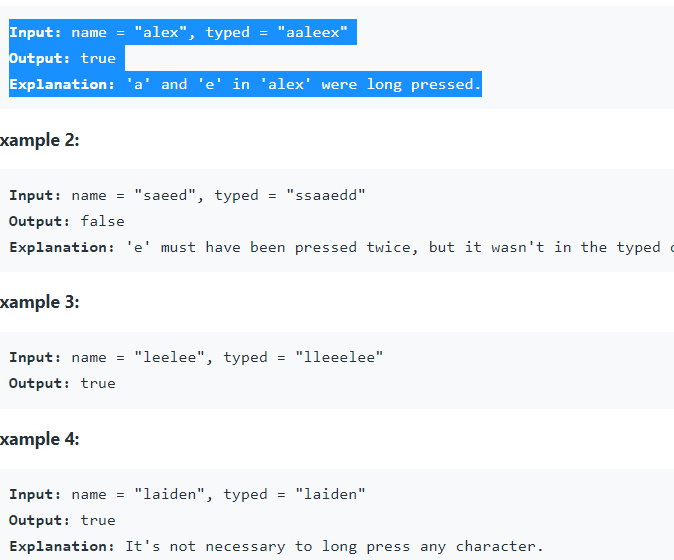 Input: name = "alex", typed = "aaleex"
Output: true
Explanation: 'a' and 'e' in 'alex' were long pressed.
xample 2:
Input: name = "saeed", typed = "ssaaedd"
Output: false
Explanation: 'e' must have been pressed twice, but it wasn't in the typed
xample 3:
Input: name = "leelee", typed = "lleeelee"
Output: true
xample 4:
Input: name = "laiden", typed = "laiden"
Output: true
Explanation: It's not necessary to long press any character.